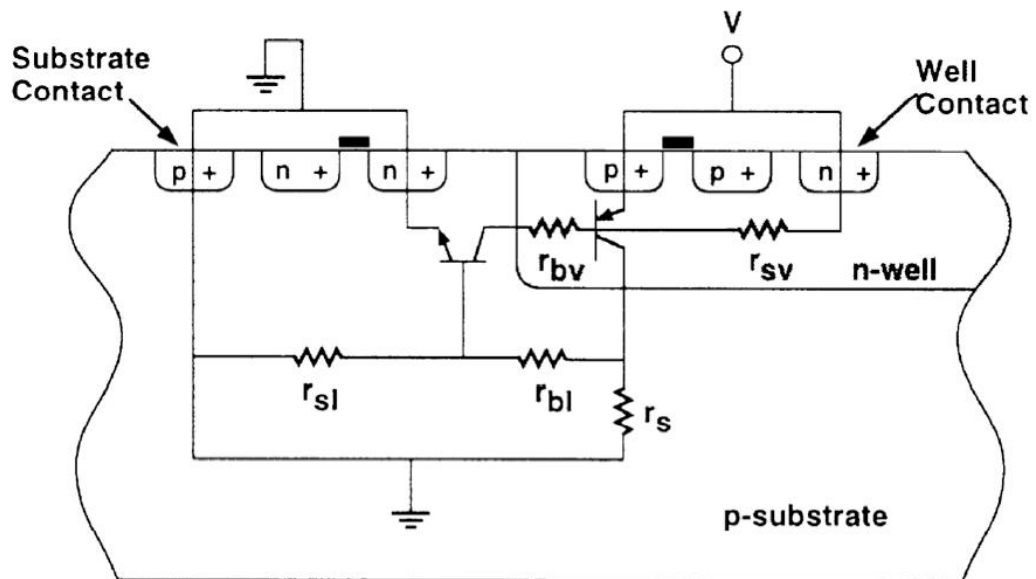 V
Substrate
Contact
Well
Contact
p +
n +
n +
p +
p +
n +
r_bv
r_sv
n-well
r_sl
r_bl
r_s
p-substrate